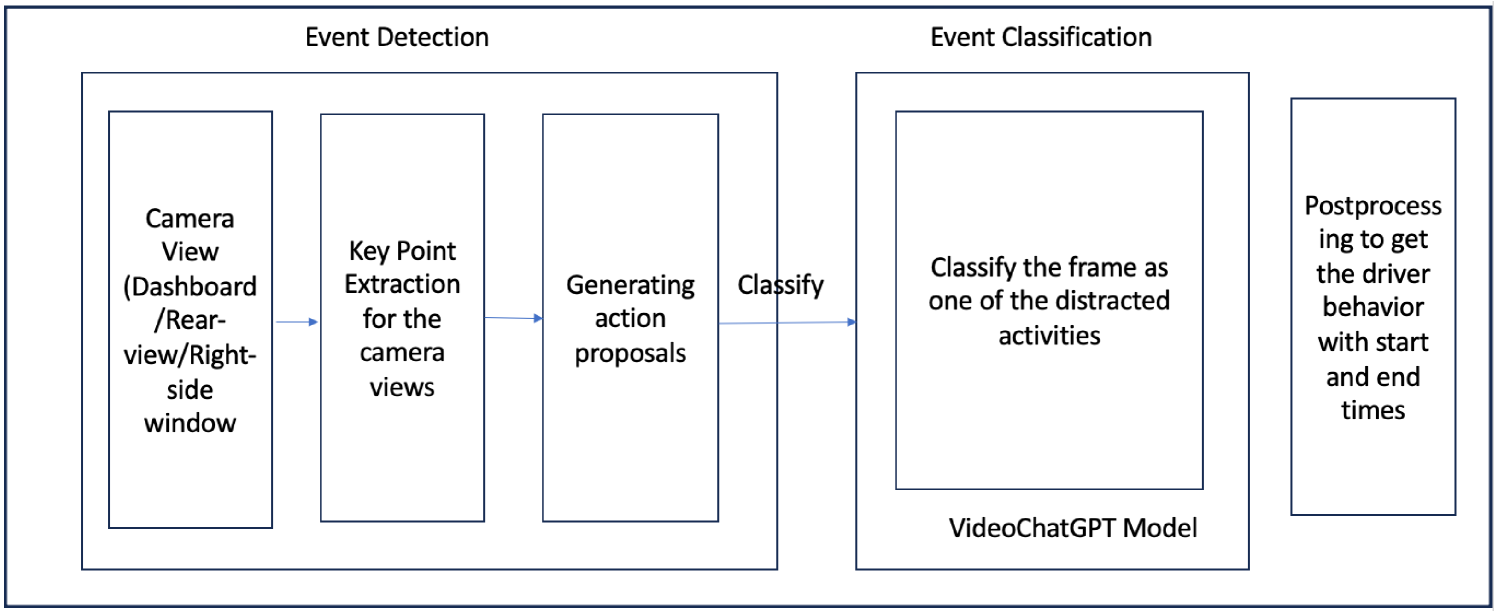 Event Detection
Event Classification
Camera
View
(Dashboard
/Rear-
view/Right-
side
window
Key Point
Extraction
for the
camera
views
Generating
action
proposals
Classify
Classify the frame as
one of the distracted
activities
VideoChatGPT Model
Postprocess
ing to get
the driver
behavior
with start
and end
times